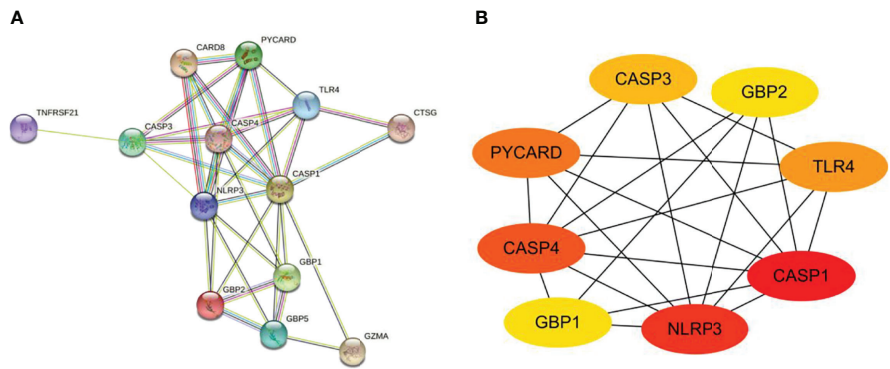 A
CARD8
PYCARD
TLR4
TNFRSF21
CASP3
CASP4
CTSG
CASP1
NLRP3
GBP1
GBP2
GBP5
GZMA
B
CASP3
GBP2
PYCARD
TLR4
CASP4
CASP1
GBP1
NLRP3